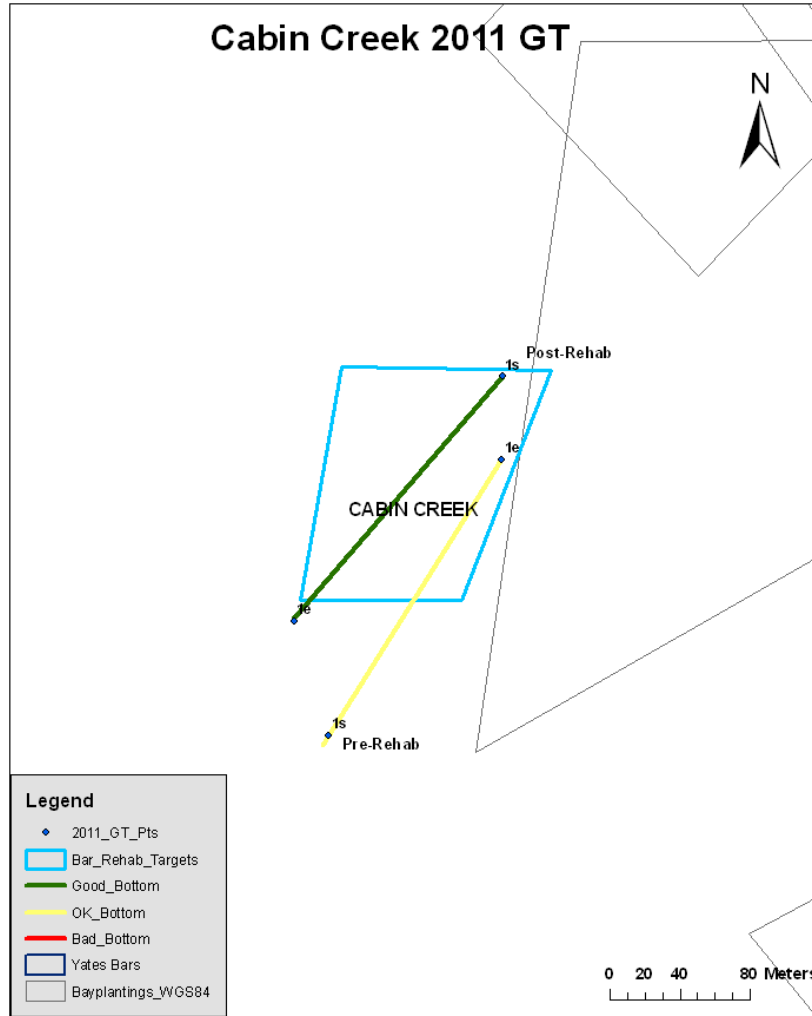 Cabin Creek 2011 GT
N
Post-Rehab
1s
1e
CABIN CREEK
1e
1s
Pre-Rehab
Legend
2011_GT_Pts
Bar_Rehab_Targets
Good_Bottom
OK_Bottom
Bad_Bottom
Yates Bars
Bayplantings_WGS84
0 20 40 80 Meters